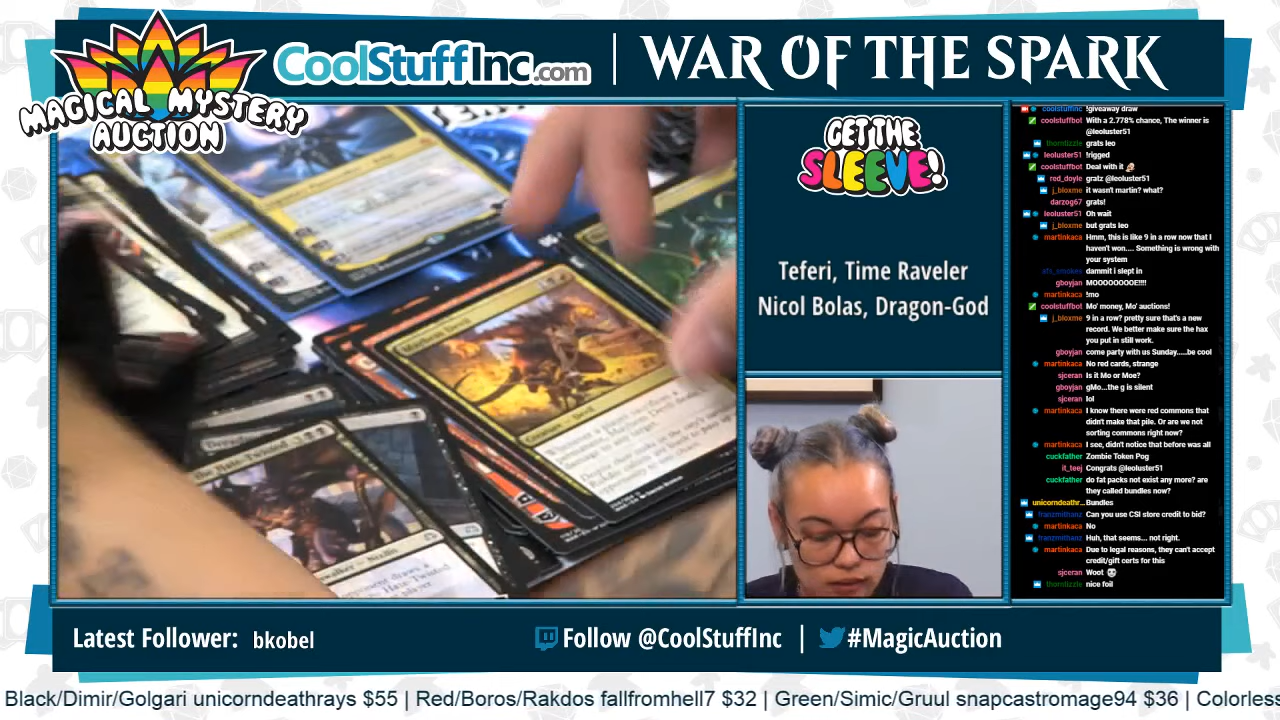 MAGICAL MYSTERY
AUCTION
CoolStuffInc.com
WAR OF THE SPARK
GET THE
SLEEVE!
Teferi, Time Raveler
Nicol Bolas, Dragon-God
coolstuffinc !giveaway draw
coolstuffbot With a 2.778% chance, The winner is
@leoluster51
thorntizzle grats leo
leoluster51 !rigged
coolstuffbot Deal with it
red_doyle gratz @leoluster51
j_bloxme it wasn't martin? what?
darzog67 grats!
leoluster51 Oh wait
j_bloxme but grats leo
martinkaca Hmm, this is like 9 in a row now that I
haven't won.... Something is wrong with
your system
afs_smokes dammit i slept in
gboyjan MOOOOOOOOE!!!!
martinkaca !mo
coolstuffbot Mo' money, Mo' auctions!
j_bloxme 9 in a row? pretty sure that's a new
record. We better make sure the hax
you put in still work.
gboyjan come party with us Sunday.....be cool
martinkaca No red cards, strange
sjceran Is it Mo or Moe?
gboyjan gMo...the g is silent
sjceran lol
martinkaca I know there were red commons that
didn't make that pile. Or are we not
sorting commons right now?
martinkaca I see, didn't notice that before was all
cuckfather Zombie Token Pog
it_teej Congrats @leoluster51
cuckfather do fat packs not exist any more? are
they called bundles now?
unicorndeathr... Bundles
franzmithanz Can you use CSI store credit to bid?
martinkaca No
franzmithanz Huh, that seems... not right.
martinkaca Due to legal reasons, they can't accept
credit/gift certs for this
sjceran Woot
thorntizzle nice foil
Latest Follower: bkobel
Follow @CoolStuffInc | #MagicAuction
Black/Dimir/Golgari unicorndeathrays $55 | Red/Boros/Rakdos fallfromhell7 $32 | Green/Simic/Gruul snapcastromage94 $36 | Colorless